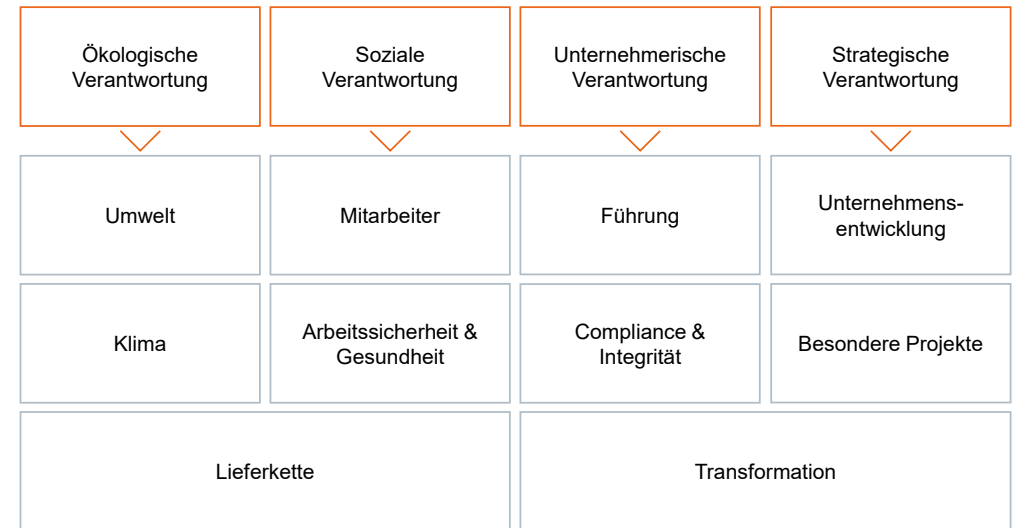 Ökologische
Verantwortung
Soziale
Verantwortung
Unternehmerische
Verantwortung
Strategische
Verantwortung
Umwelt
Mitarbeiter
Führung
Unternehmens-
entwicklung
Klima
Arbeitssicherheit &
Gesundheit
Compliance &
Integrität
Besondere Projekte
Lieferkette
Transformation